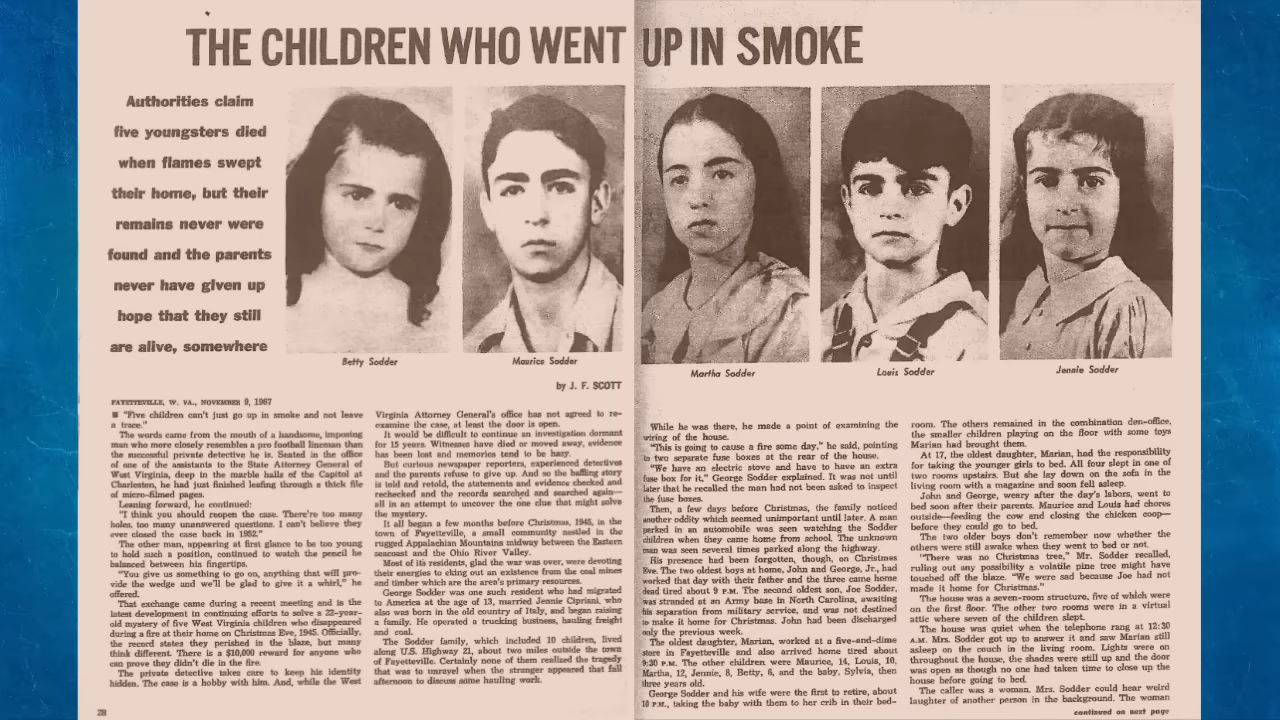 THE CHILDREN WHO WENT UP IN SMOKE
Authorities claim
five youngsters died
when flames swept
their home, but their
remains never were
found and the parents
never have given up
hope that they still
are alive, somewhere
Betty Sodder
Maurice Sodder
Martha Sodder
Louis Sodder
Jennie Sodder
by J. F. SCOTT
FAYETTEVILLE, W. VA., NOVEMBER 9, 1967
■ "Five children can't just go up in smoke and not leave
a trace."
The words came from the mouth of a handsome, imposing
man who more closely resembles a pro football lineman than
the successful private detective he is. Seated in the office
of one of the assistants to the State Attorney General of
West Virginia, deep in the marble halls of the Capitol at
Charleston, he had just finished leafing through a thick file
of micro-filmed pages.
Leaning forward, he continued:
"I think you should reopen the case. There're too many
holes, too many unanswered questions. I can't believe they
ever closed the case back in 1952."
The other man, appearing at first glance to be too young
to hold such a position, continued to watch the pencil he
balanced between his fingertips.
"You give us something to go on, anything that will pro-
vide the wedge and we'll be glad to give it a whirl," he
offered.
That exchange came during a recent meeting and is the
latest development in continuing efforts to solve a 22-year-
old mystery of five West Virginia children who disappeared
during a fire at their home on Christmas Eve, 1945. Officially,
the record states they perished in the blaze, but many
think different. There is a $10,000 reward for anyone who
can prove they didn't die in the fire.
The private detective takes care to keep his identity
hidden. The case is a hobby with him. And, while the West
28
Virginia Attorney General's office has not agreed to re-
examine the case, at least the door is open.
It would be difficult to continue an investigation dormant
for 15 years. Witnesses have died or moved away, evidence
has been lost and memories tend to be hazy.
But curious newspaper reporters, experienced detectives
and the parents refuse to give up. And so the baffling story
is told and retold, the statements and evidence checked and
rechecked and the records searched and searched again—
all in an attempt to uncover the one clue that might solve
the mystery.
It all began a few months before Christmas, 1945, in the
town of Fayetteville, a small community nestled in the
rugged Appalachian Mountains midway between the Eastern
seacoast and the Ohio River Valley.
Most of its residents, glad the war was over, were devoting
their energies to eking out an existence from the coal mines
and timber which are the area's primary resources.
George Sodder was one such resident who had migrated
to America at the age of 13, married Jennie Cipriani, who
also was born in the old country of Italy, and began raising
a family. He operated a trucking business, hauling freight
and coal.
The Sodder family, which included 10 children, lived
along U.S. Highway 21, about two miles outside the town
of Fayetteville. Certainly none of them realized the tragedy
that was to unravel when the stranger appeared that fall
afternoon to discuss some hauling work.
While he was there, he made a point of examining the
wiring of the house.
"This is going to cause a fire some day," he said, pointing
to two separate fuse boxes at the rear of the house.
"We have an electric stove and have to have an extra
fuse box for it," George Sodder explained. It was not until
later that he recalled the man had not been asked to inspect
the fuse boxes.
Then, a few days before Christmas, the family noticed
another oddity which seemed unimportant until later. A man
parked in an automobile was seen watching the Sodder
children when they came home from school. The unknown
man was seen several times parked along the highway.
His presence had been forgotten, though, on Christmas
Eve. The two oldest boys at home, John and George, Jr., had
worked that day with their father and the three came home
dead tired about 9 P.M. The second oldest son, Joe Sodder,
was stranded at an Army base in North Carolina, awaiting
his separation from military service, and was not destined
to make it home for Christmas. John had been discharged
only the previous week.
The oldest daughter, Marian, worked at a five-and-dime
store in Fayetteville and also arrived home tired about
9:30 P.M. The other children were Maurice, 14, Louis, 10,
Martha, 12, Jennie, 8, Betty, 6, and the baby, Sylvia, then
three years old.
George Sodder and his wife were the first to retire, about
10 P.M., taking the baby with them to her crib in their bed-
room. The others remained in the combination den-office,
the smaller children playing on the floor with some toys
Marian had brought them.
At 17, the oldest daughter, Marian, had the responsibility
for taking the younger girls to bed. All four slept in one of
two rooms upstairs. But she lay down on the sofa in the
living room with a magazine and soon fell asleep.
John and George, weary after the day's labors, went to
bed soon after their parents. Maurice and Louis had chores
outside—feeding the cow and closing the chicken coop—
before they could go to bed.
The two older boys don't remember now whether the
others were still awake when they went to bed or not.
"There was no Christmas tree," Mr. Sodder recalled,
ruling out any possibility a volatile pine tree might have
touched off the blaze. "We were sad because Joe had not
made it home for Christmas."
The house was a seven-room structure, five of which were
on the first floor. The other two rooms were in a virtual
attic where seven of the children slept.
The house was quiet when the telephone rang at 12:30
A.M. Mrs. Sodder got up to answer it and saw Marian still
asleep on the couch in the living room. Lights were on
throughout the house, the shades were still up and the door
was open as though no one had taken time to close up the
house before going to bed.
The caller was a woman. Mrs. Sodder could hear weird
laughter of another person in the background. The woman
continued on next page